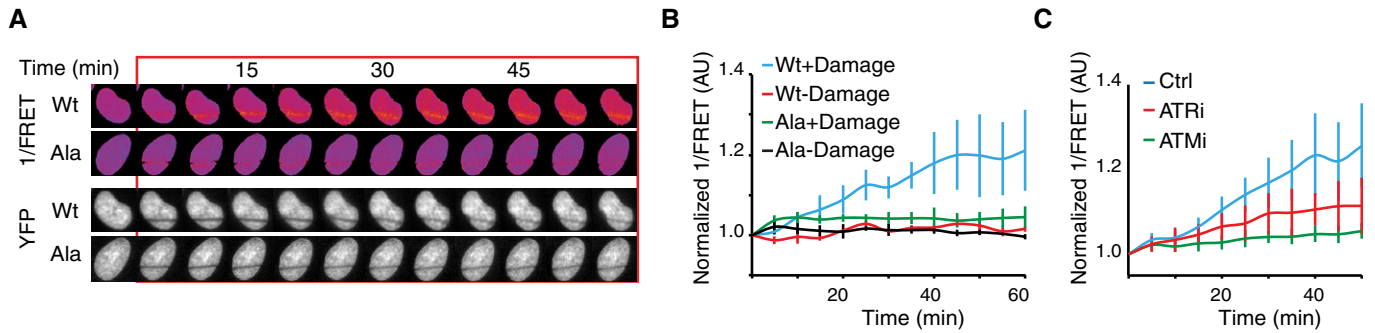 A
Time (min) 15 30 45
1/FRET
Wt
Ala
YFP
Wt
Ala
B
Normalized 1/FRET (AU)
1.4
1.2
1.0
Wt+Damage
Wt-Damage
Ala+Damage
Ala-Damage
20 40 60
Time (min)
C
Normalized 1/FRET (AU)
1.4
1.2
1.0
Ctrl
ATRi
ATMi
20 40
Time (min)